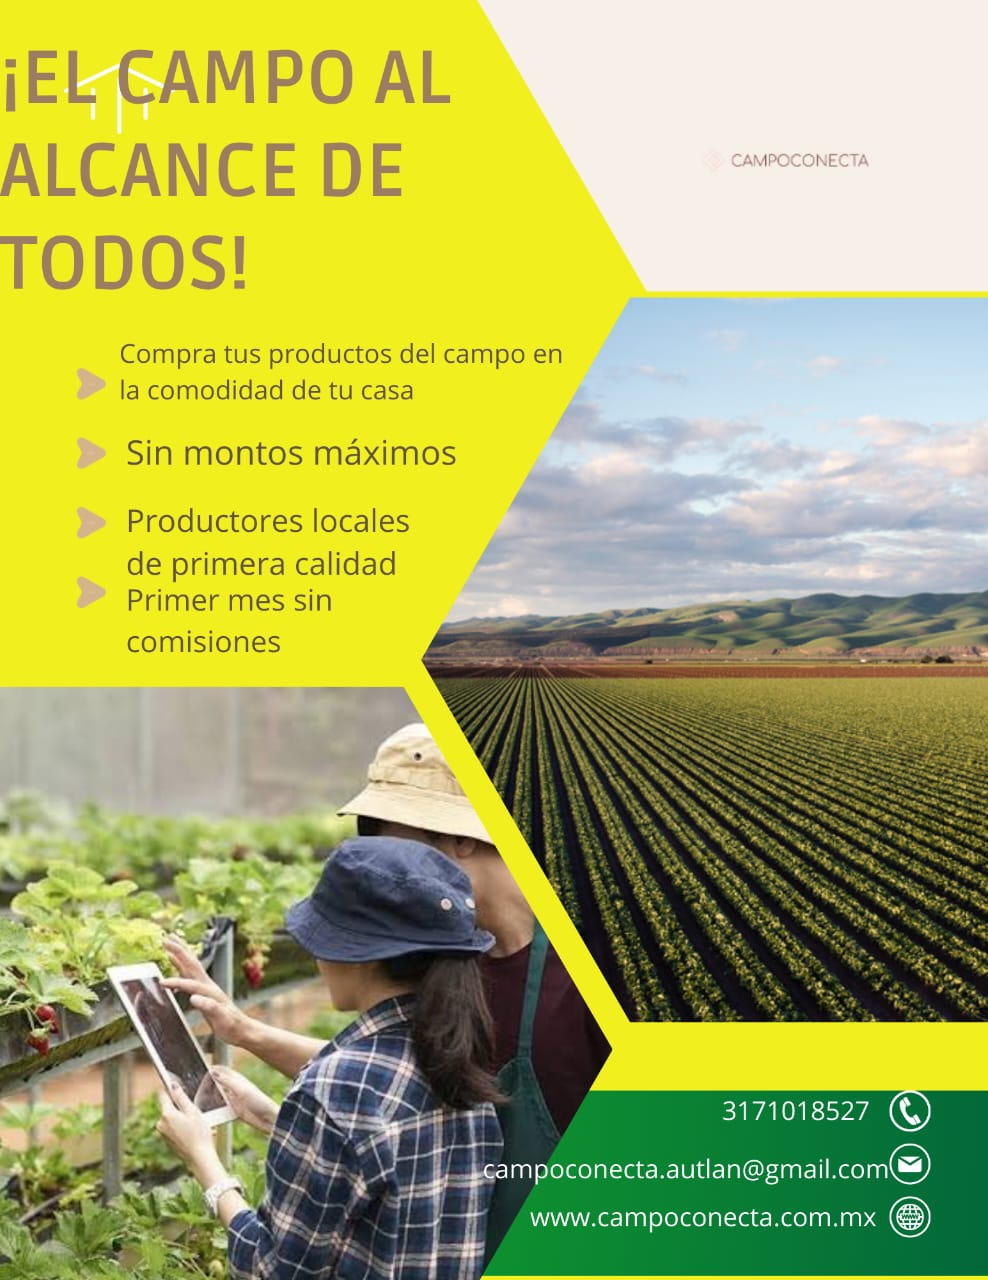 ¡EL CAMPO AL
ALCANCE DE
TODOS!
CAMPOCONECTA
Compra tus productos del campo en
la comodidad de tu casa
Sin montos máximos
Productores locales
de primera calidad
Primer mes sin
comisiones
3171018527
campoconecta.autlan@gmail.com
www.campoconecta.com.mx